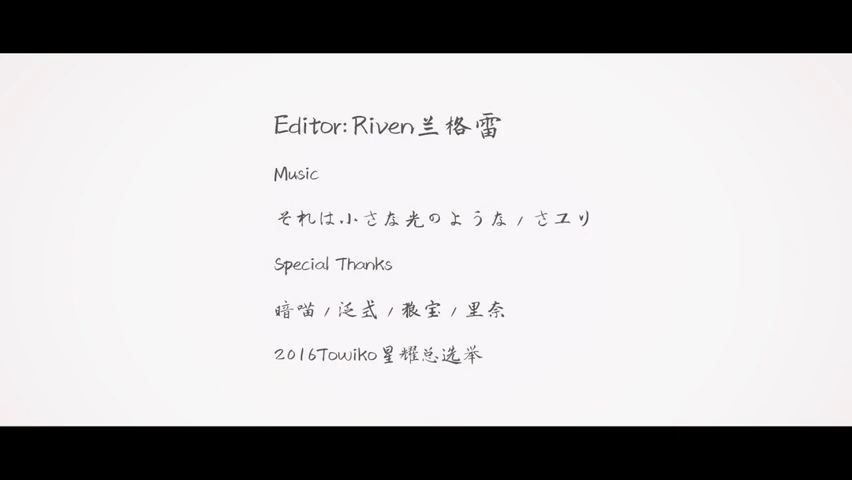 Editor:Riven兰格雷
Music
それは小さな光のような/さユリ
Special Thanks
暗喵/泛式/狼宝/里奈
2016Towiko星耀总选举